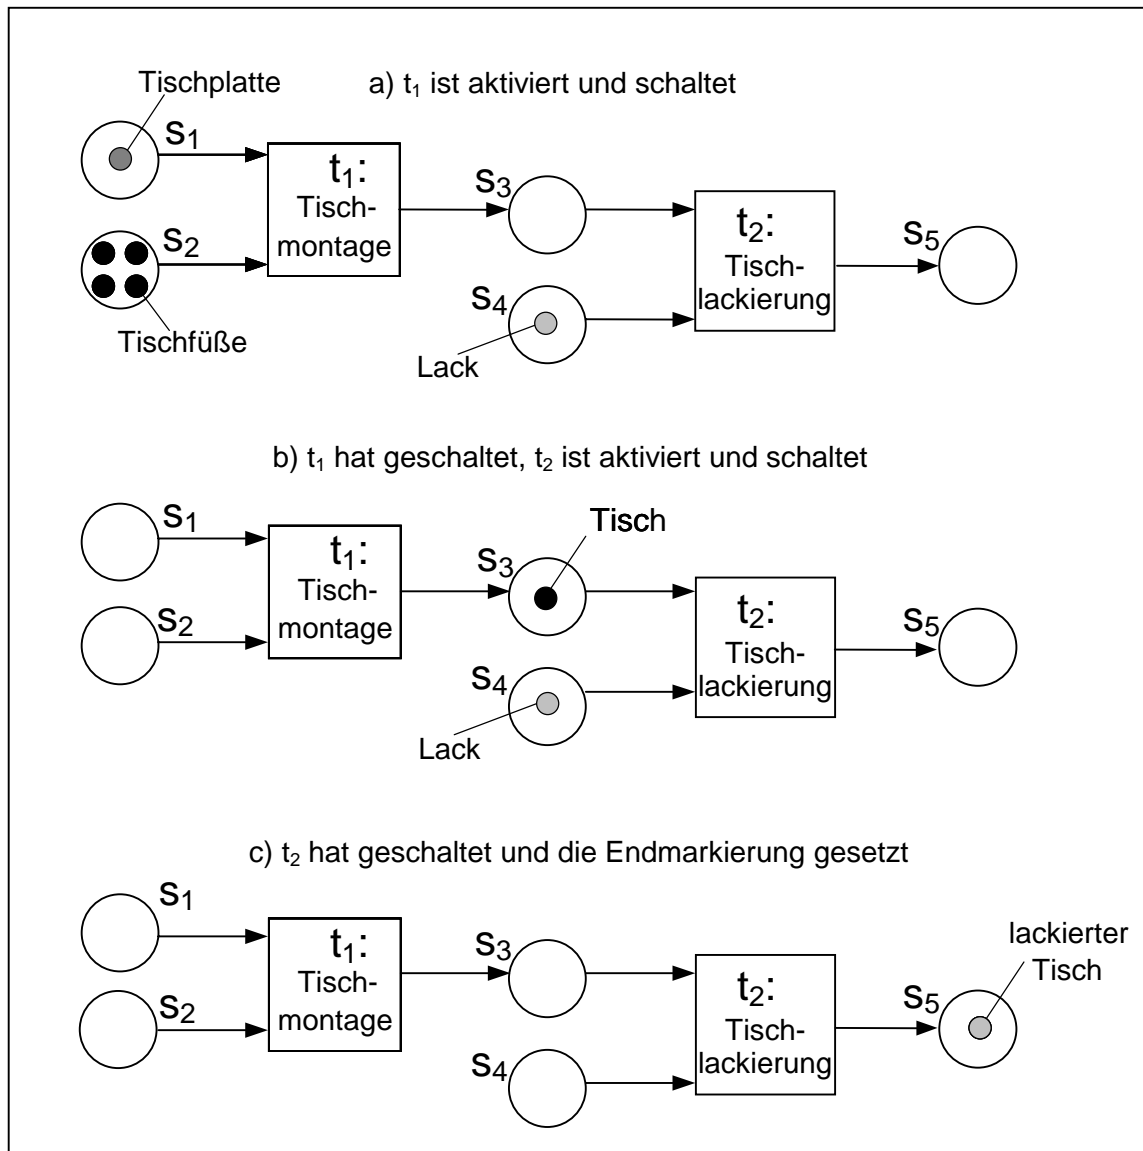 Tischplatte
a) t₁ ist aktiviert und schaltet
s₁
t₁:
Tisch-
montage
s₂
Tischfüße
s₃
s₄
Lack
t₂:
Tisch-
lackierung
s₅
b) t₁ hat geschaltet, t₂ ist aktiviert und schaltet
s₁
s₂
t₁:
Tisch-
montage
Tisch
s₃
s₄
Lack
t₂:
Tisch-
lackierung
s₅
c) t₂ hat geschaltet und die Endmarkierung gesetzt
s₁
s₂
t₁:
Tisch-
montage
s₃
s₄
t₂:
Tisch-
lackierung
s₅
lackierter
Tisch